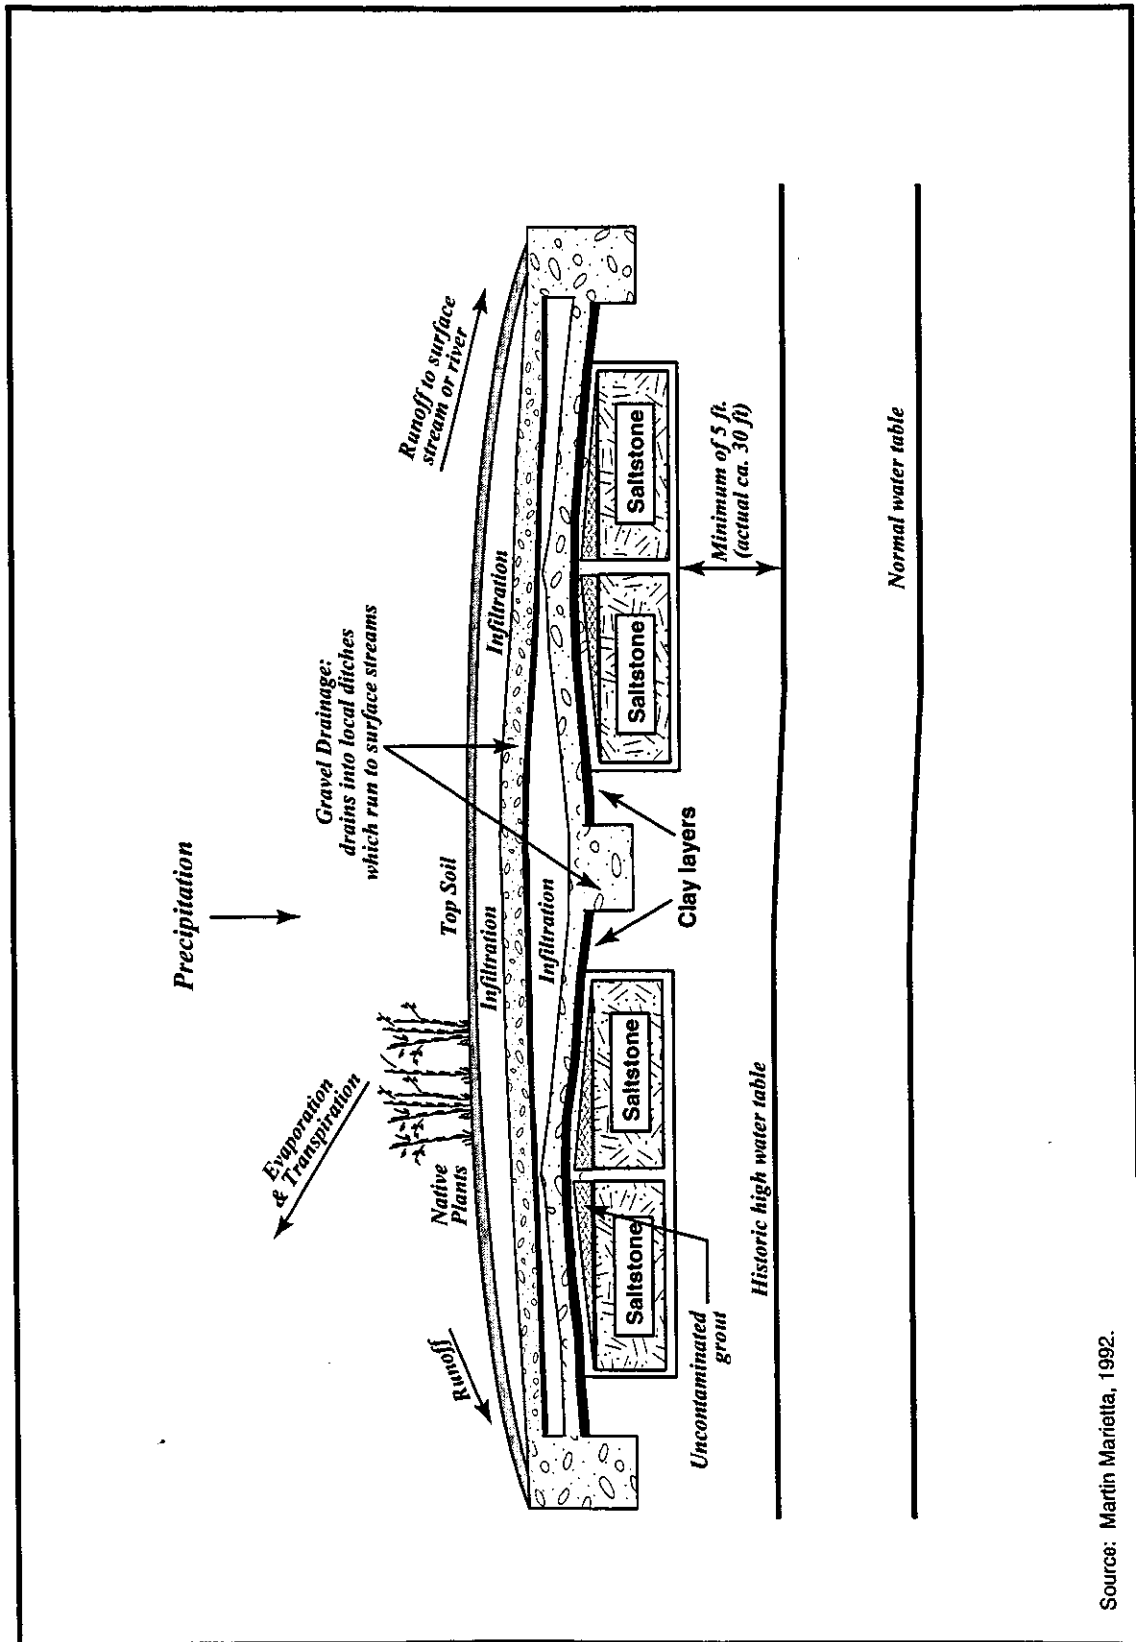 Precipitation
Evaporation
& Transpiration
Native
Plants
Top Soil
Gravel Drainage:
drains into local ditches
which run to surface streams
Runoff
Runoff to surface
stream or river
Infiltration
Infiltration
Infiltration
Saltstone
Saltstone
Saltstone
Saltstone
Clay layers
Uncontaminated
grout
Minimum of 5 ft.
(actual ca. 30 ft)
Historic high water table
Normal water table
Source: Martin Marietta, 1992.